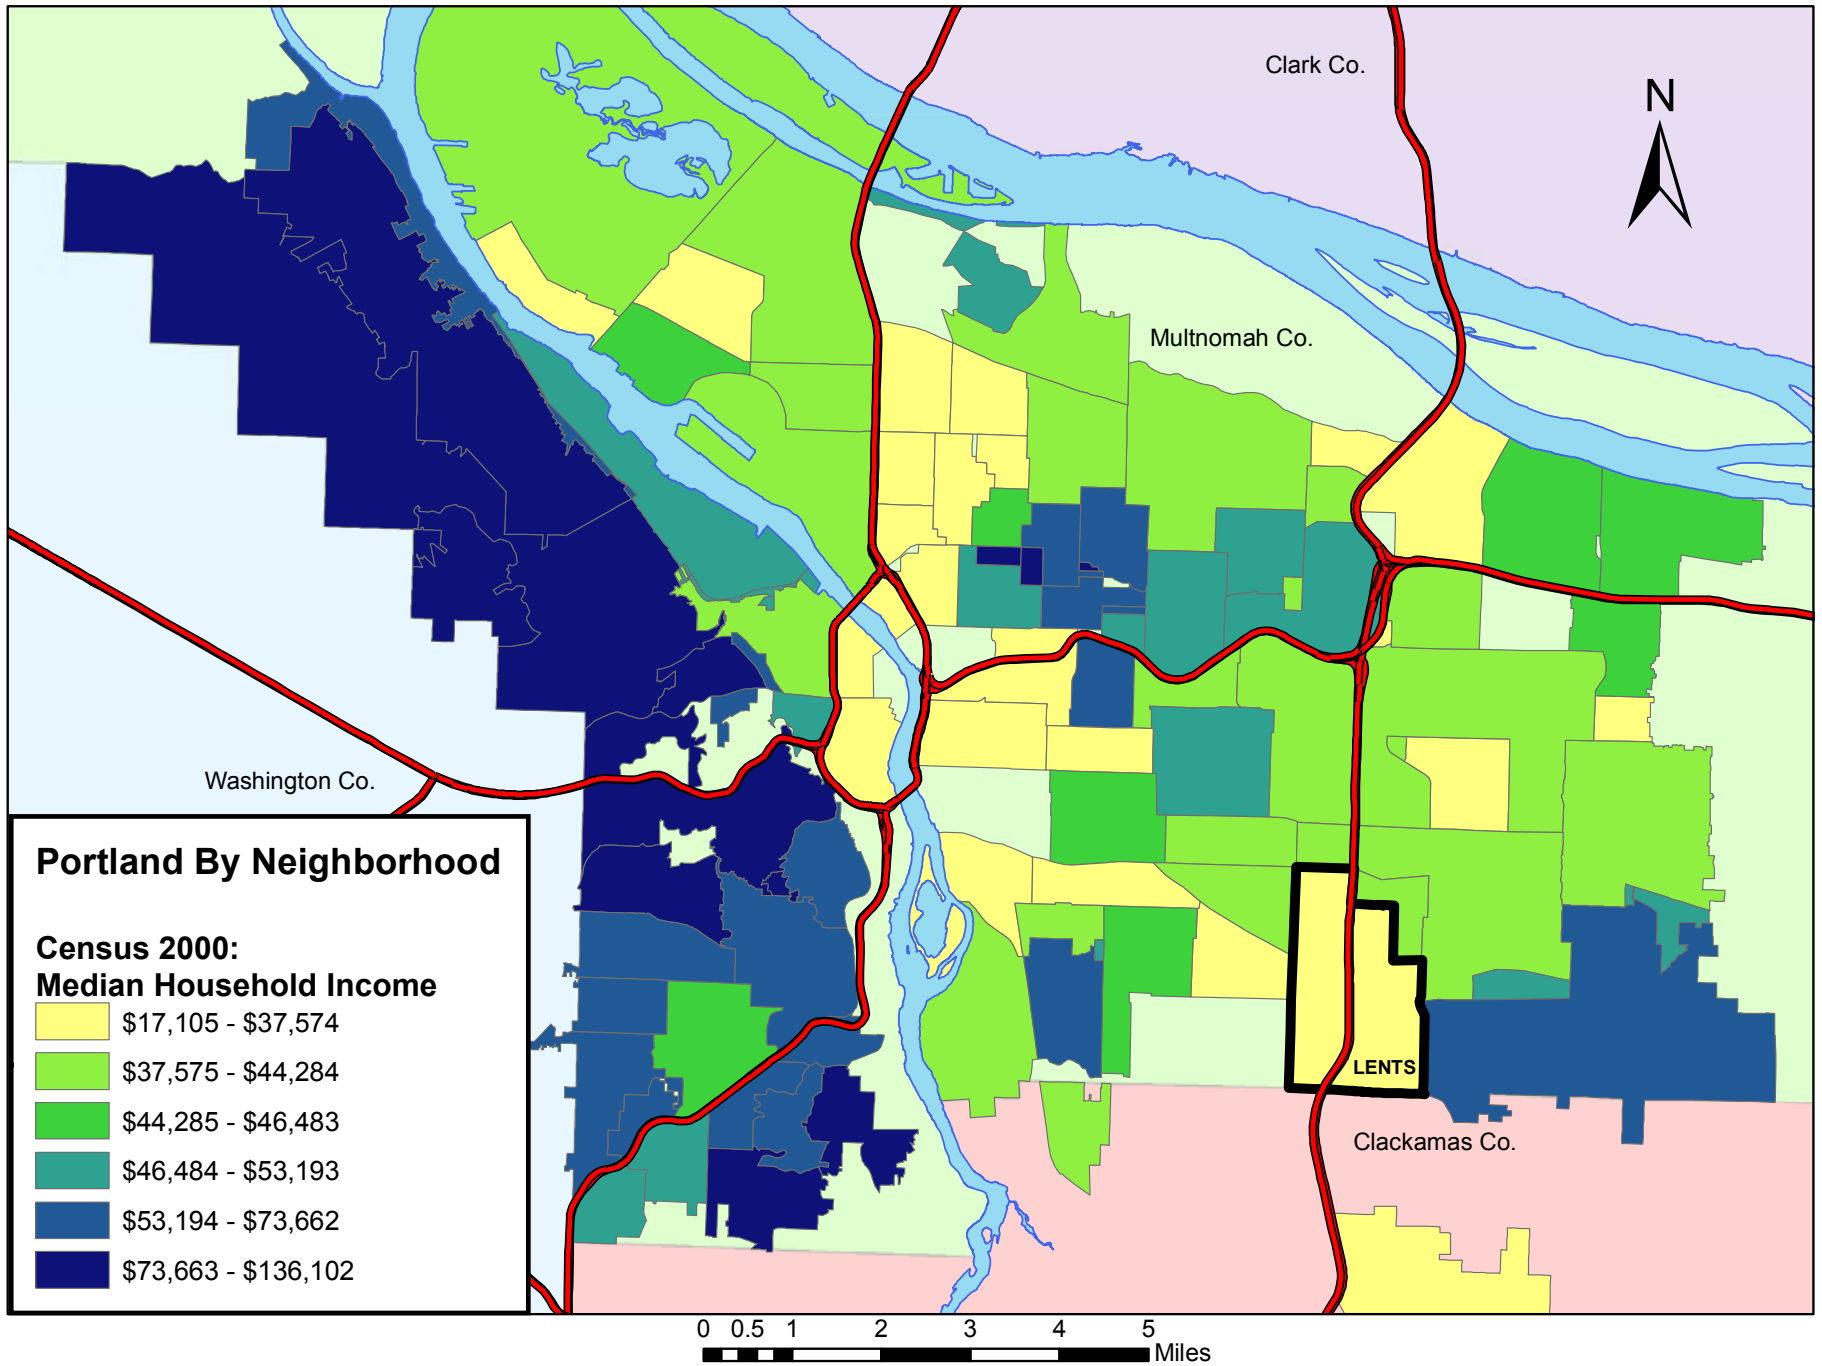 Clark Co.
N
Multnomah Co.
Washington Co.
Portland By Neighborhood
Census 2000:
Median Household Income
$17,105 - $37,574
$37,575 - $44,284
$44,285 - $46,483
$46,484 - $53,193
$53,194 - $73,662
$73,663 - $136,102
LENTS
Clackamas Co.
0 0.5 1 2 3 4 5
Miles